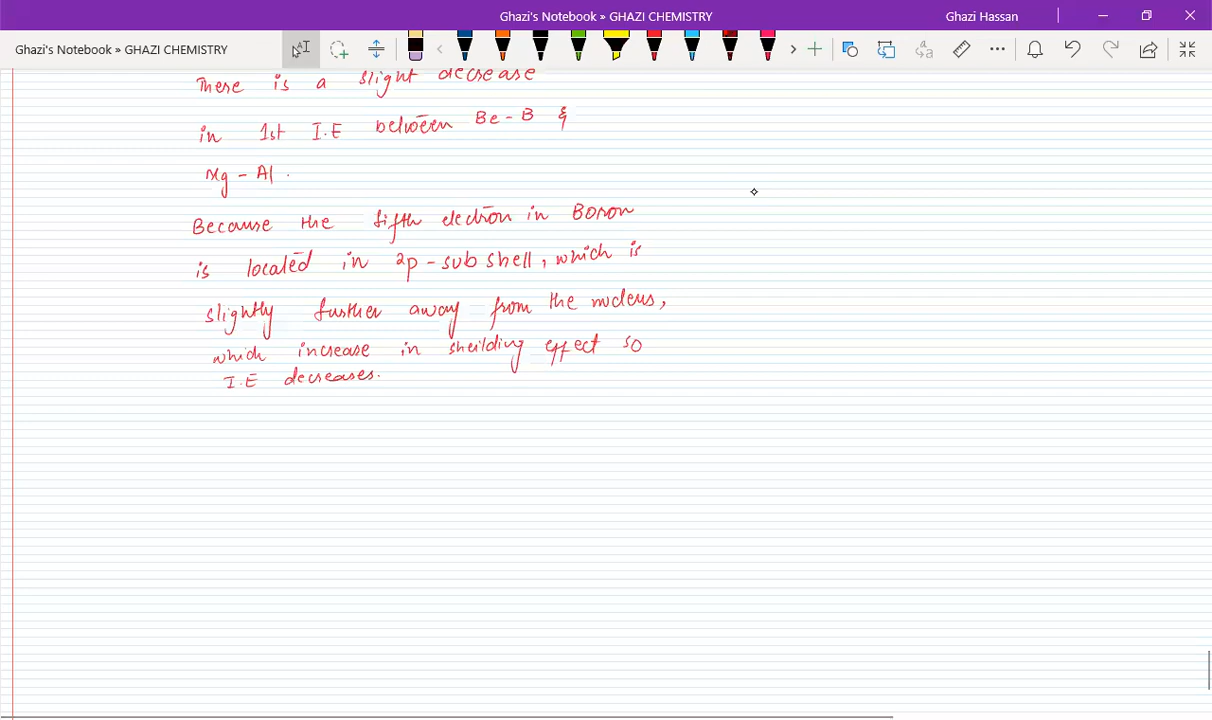 Ghazi's Notebook » GHAZI CHEMISTRY
Ghazi Hassan
Ghazi's Notebook » GHAZI CHEMISTRY
There is a slight decrease
in 1st I.E between Be - B &
Mg - Al.
Because the fifth electron in Boron
is located in 2p - sub shell, which is
slightly further away from the nucleus,
which increase in sheilding effect so
I.E decreases.